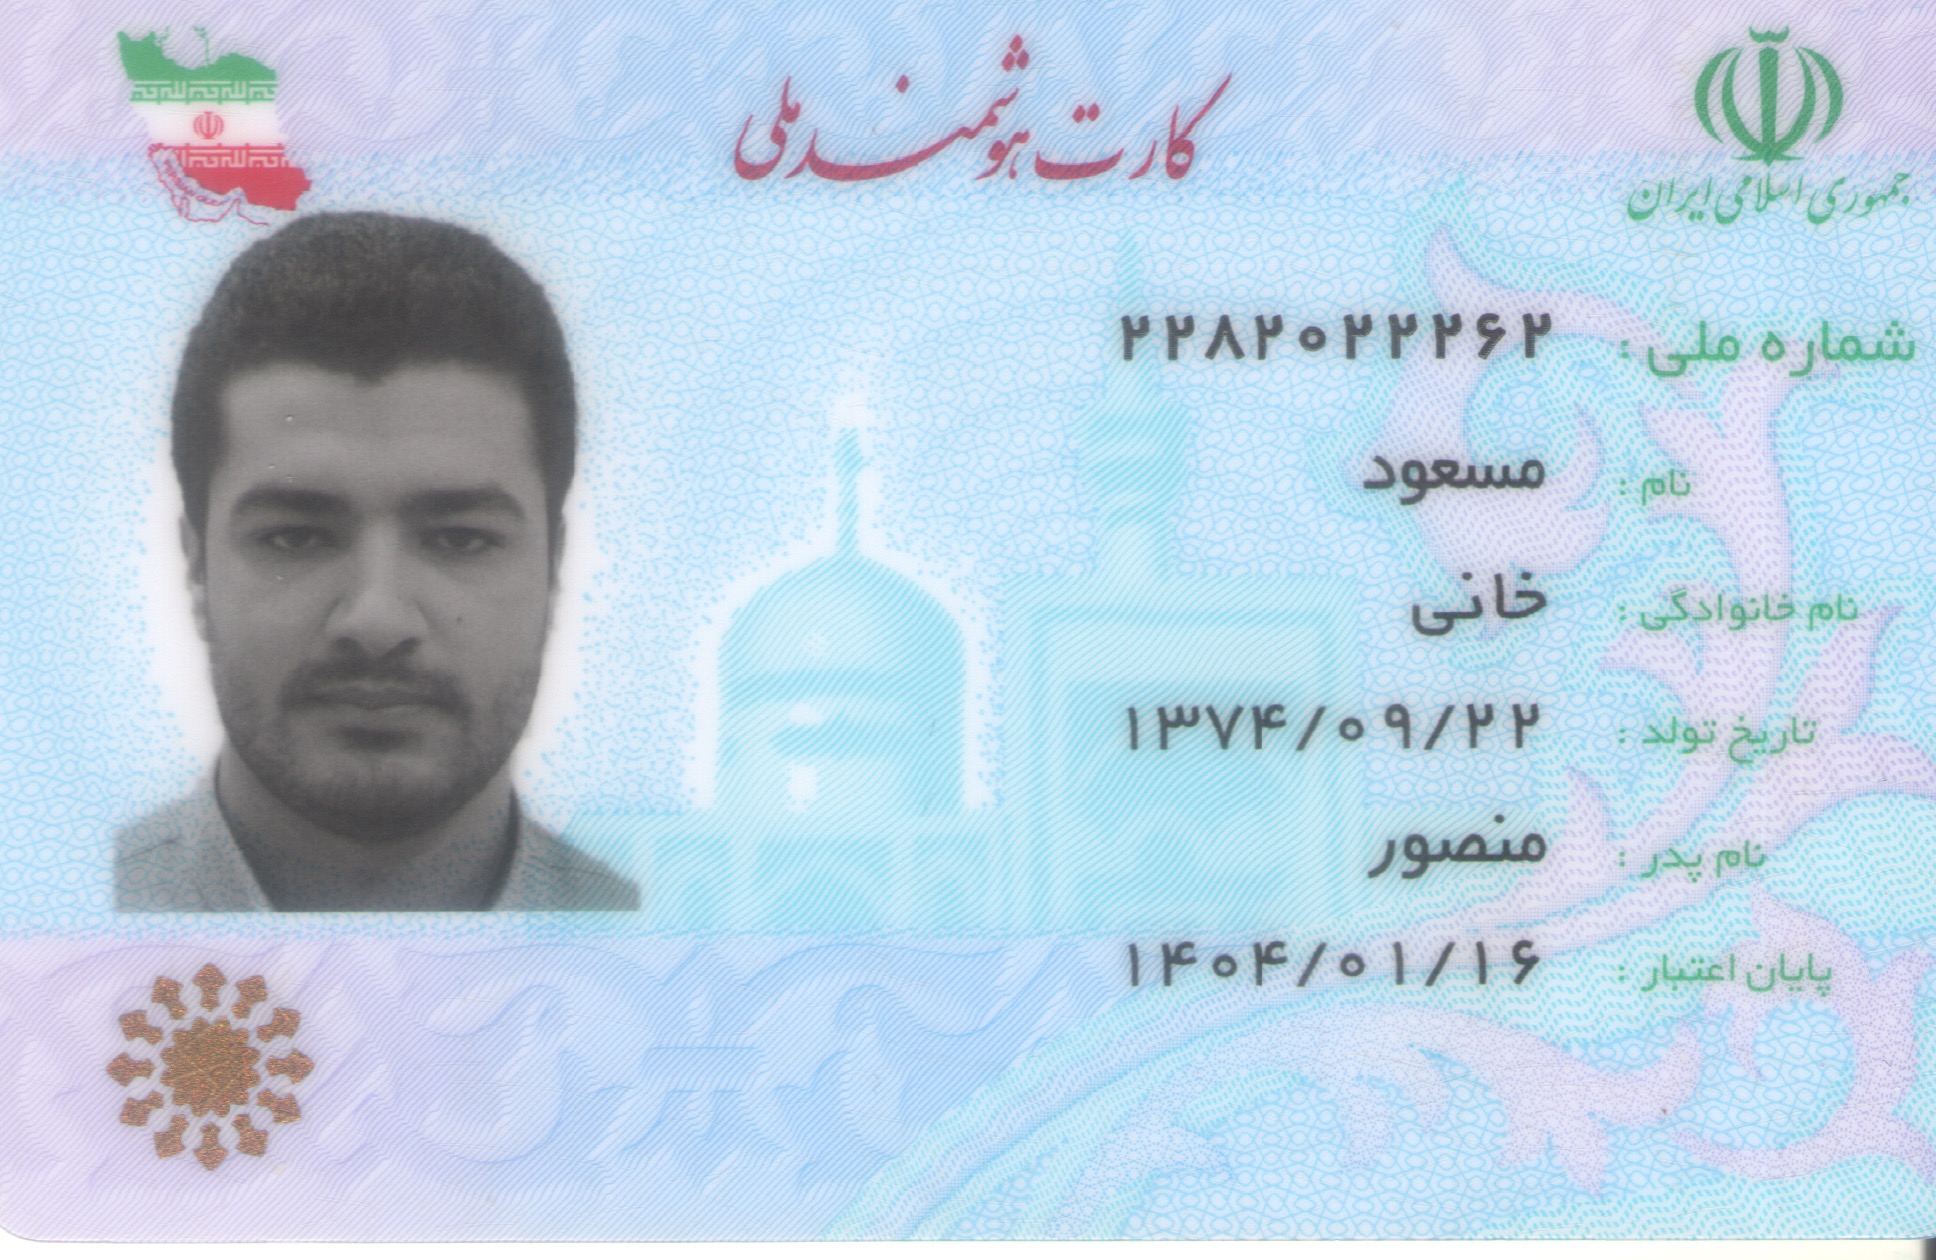 جمهوری اسلامی ایران
کارت هوشمند ملی
شماره ملی : ۲۲۸۲۰۲۲۲۶۲
نام : مسعود
نام خانوادگی : خانی
تاریخ تولد : ۱۳۷۴/۰۹/۲۲
نام پدر : منصور
پایان اعتبار : ۱۴۰۴/۰۱/۱۶